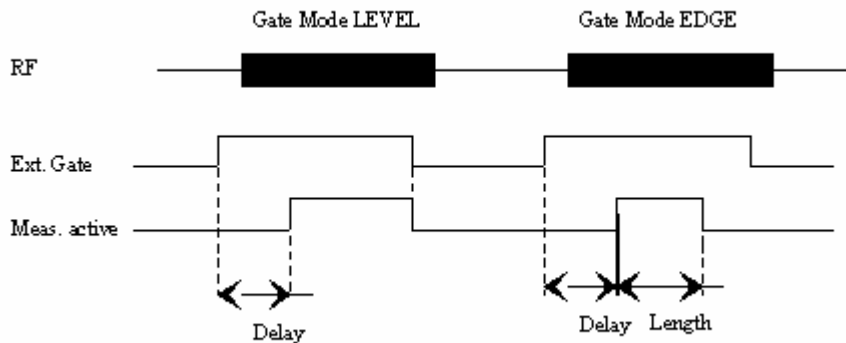 Gate Mode LEVEL Gate Mode EDGE
RF
Ext. Gate
Meas. active
Delay Delay Length